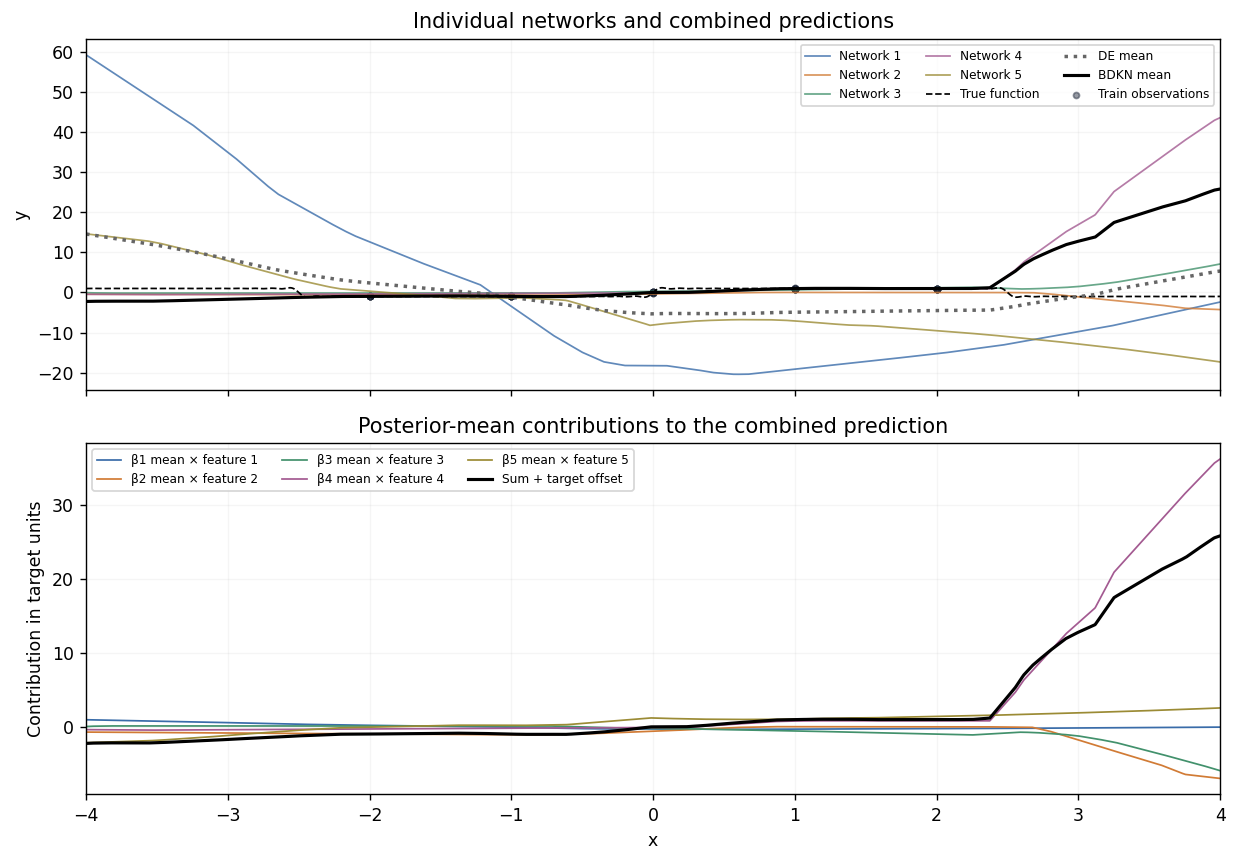 Individual networks and combined predictions
60
50
40
30
20
10
0
−10
−20
y
Network 1
Network 2
Network 3
Network 4
Network 5
True function
DE mean
BDKN mean
Train observations
Posterior-mean contributions to the combined prediction
30
20
10
0
Contribution in target units
β1 mean × feature 1
β2 mean × feature 2
β3 mean × feature 3
β4 mean × feature 4
β5 mean × feature 5
Sum + target offset
−4 −3 −2 −1 0 1 2 3 4
x